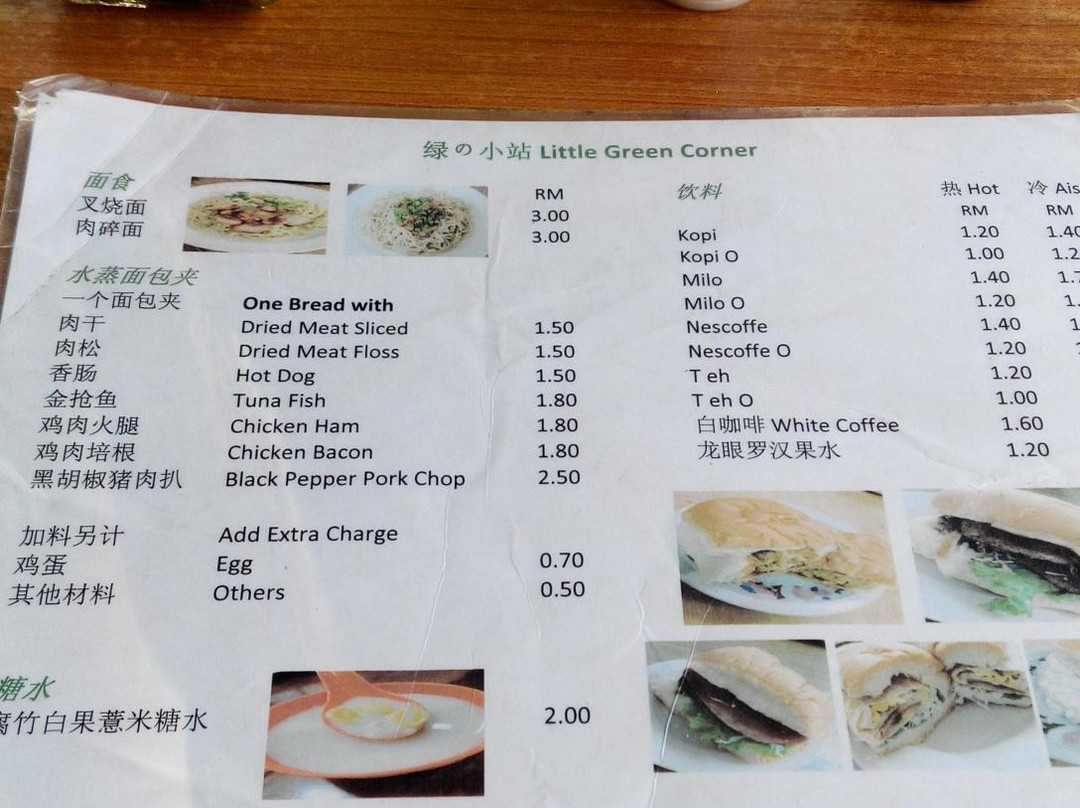 绿の小站 Little Green Corner
面食
RM
叉烧面 3.00
肉碎面 3.00
水蒸面包夹
一个面包夹 One Bread with
肉干 Dried Meat Sliced 1.50
肉松 Dried Meat Floss 1.50
香肠 Hot Dog 1.50
金抢鱼 Tuna Fish 1.80
鸡肉火腿 Chicken Ham 1.80
鸡肉培根 Chicken Bacon 1.80
黑胡椒猪肉扒 Black Pepper Pork Chop 2.50
加料另计 Add Extra Charge
鸡蛋 Egg 0.70
其他材料 Others 0.50
糖水
腐竹白果薏米糖水 2.00
饮料 热 Hot 冷 Ais
RM RM
Kopi 1.20 1.40
Kopi O 1.00
Milo 1.40
Milo O 1.20
Nescoffe 1.40
Nescoffe O 1.20
T eh 1.20
T eh O 1.00
白咖啡 White Coffee 1.60
龙眼罗汉果水 1.20